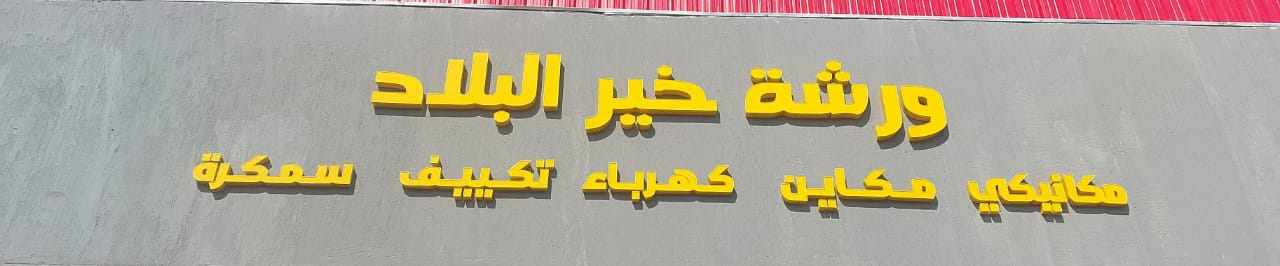 ورشة خير البلاد
مكانيكي مكاين كهرباء تكييف سمكرة